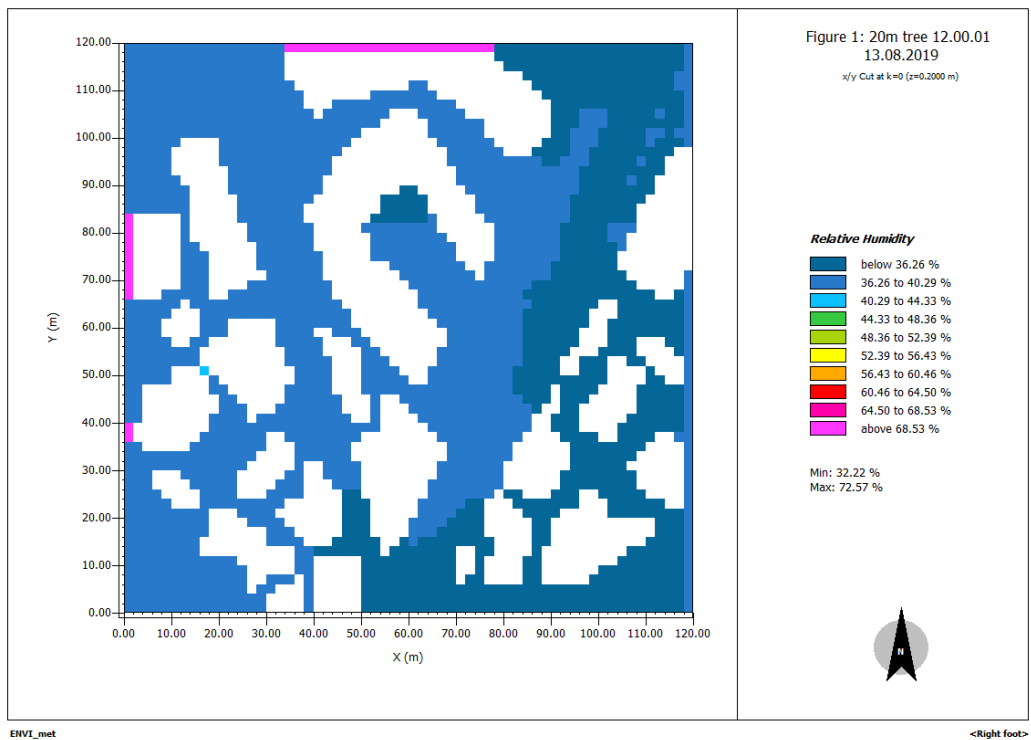 Figure 1: 20m tree 12.00.01
13.08.2019
x/y Cut at k=0 (z=0.2000 m)
120.00
110.00
100.00
90.00
80.00
70.00
60.00
50.00
40.00
30.00
20.00
10.00
0.00
Y (m)
0.00 10.00 20.00 30.00 40.00 50.00 60.00 70.00 80.00 90.00 100.00 110.00 120.00
X (m)
Relative Humidity
below 36.26 %
36.26 to 40.29 %
40.29 to 44.33 %
44.33 to 48.36 %
48.36 to 52.39 %
52.39 to 56.43 %
56.43 to 60.46 %
60.46 to 64.50 %
64.50 to 68.53 %
above 68.53 %
Min: 32.22 %
Max: 72.57 %
N
ENVI_met
<Right foot>